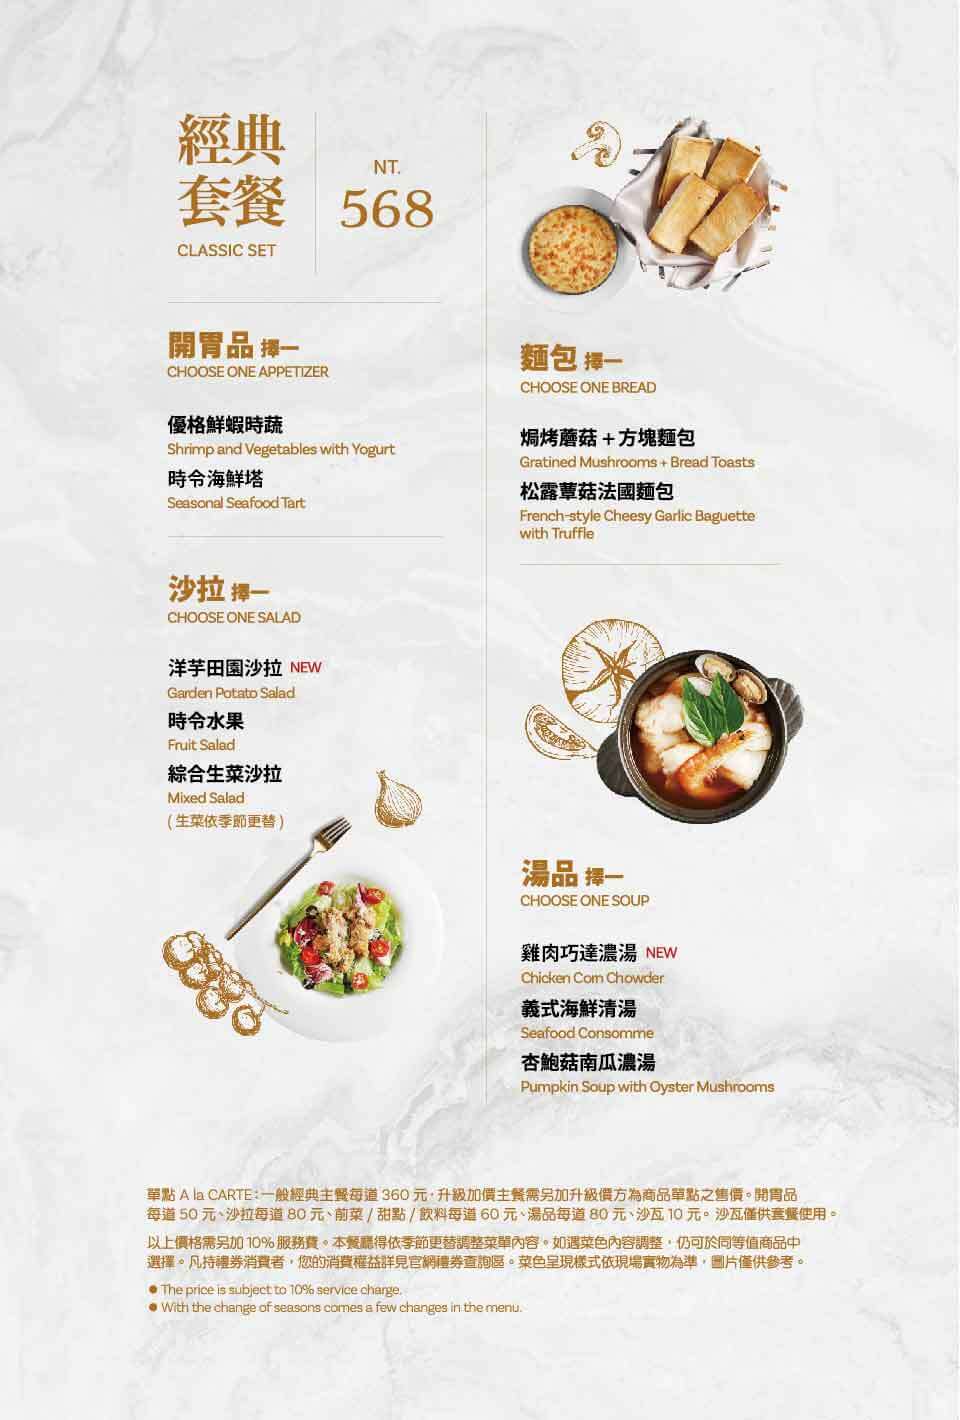 經典
套餐
CLASSIC SET
NT.
568
開胃品 擇一
CHOOSE ONE APPETIZER
優格鮮蝦時蔬
Shrimp and Vegetables with Yogurt
時令海鮮塔
Seasonal Seafood Tart
沙拉 擇一
CHOOSE ONE SALAD
洋芋田園沙拉 NEW
Garden Potato Salad
時令水果
Fruit Salad
綜合生菜沙拉
Mixed Salad
( 生菜依季節更替 )
麵包 擇一
CHOOSE ONE BREAD
焗烤蘑菇 + 方塊麵包
Gratined Mushrooms + Bread Toasts
松露蕈菇法國麵包
French-style Cheesy Garlic Baguette
with Truffle
湯品 擇一
CHOOSE ONE SOUP
雞肉巧達濃湯 NEW
Chicken Corn Chowder
義式海鮮清湯
Seafood Consomme
杏鮑菇南瓜濃湯
Pumpkin Soup with Oyster Mushrooms
單點 A la CARTE：一般經典主餐每道 360 元，升級加價主餐需另加升級價方為商品單點之售價。開胃品
每道 50 元、沙拉每道 80 元、前菜 / 甜點 / 飲料每道 60 元、湯品每道 80 元、沙瓦 10 元。 沙瓦僅供套餐使用。
以上價格需另加 10% 服務費。本餐廳得依季節更替調整菜單內容。如遇菜色內容調整，仍可於同等值商品中
選擇。凡持禮券消費者，您的消費權益詳見官網禮券查詢區。菜色呈現樣式依現場實物為準，圖片僅供參考。
● The price is subject to 10% service charge.
● With the change of seasons comes a few changes in the menu.